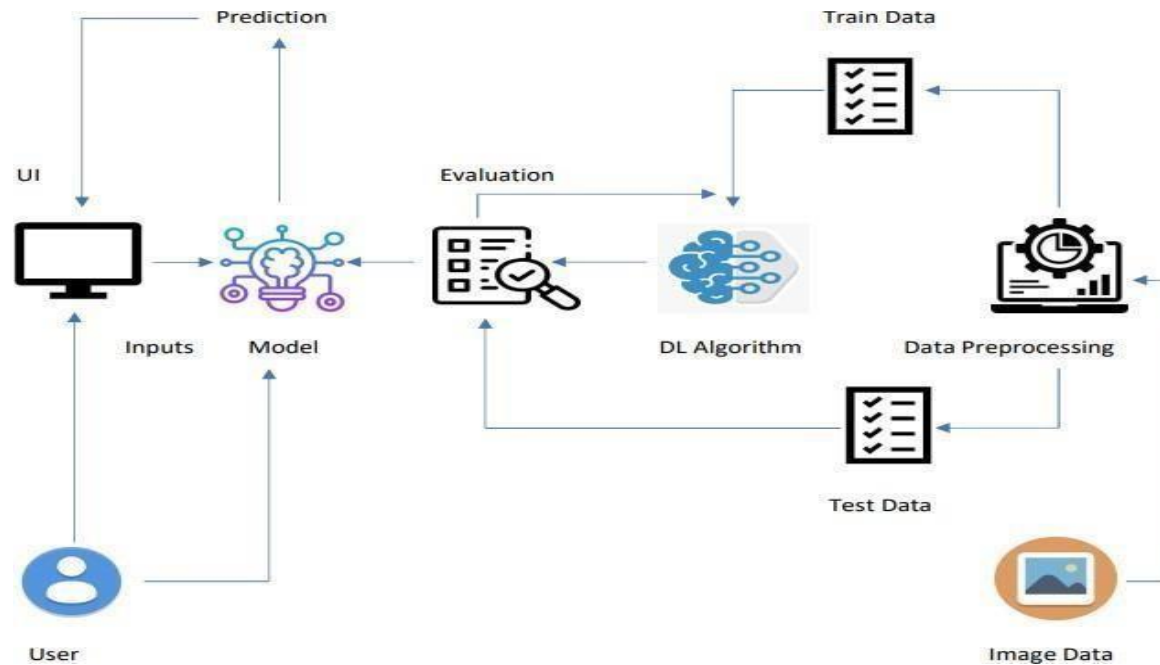 Prediction
Train Data
UI
Evaluation
Inputs
Model
DL Algorithm
Data Preprocessing
Test Data
User
Image Data